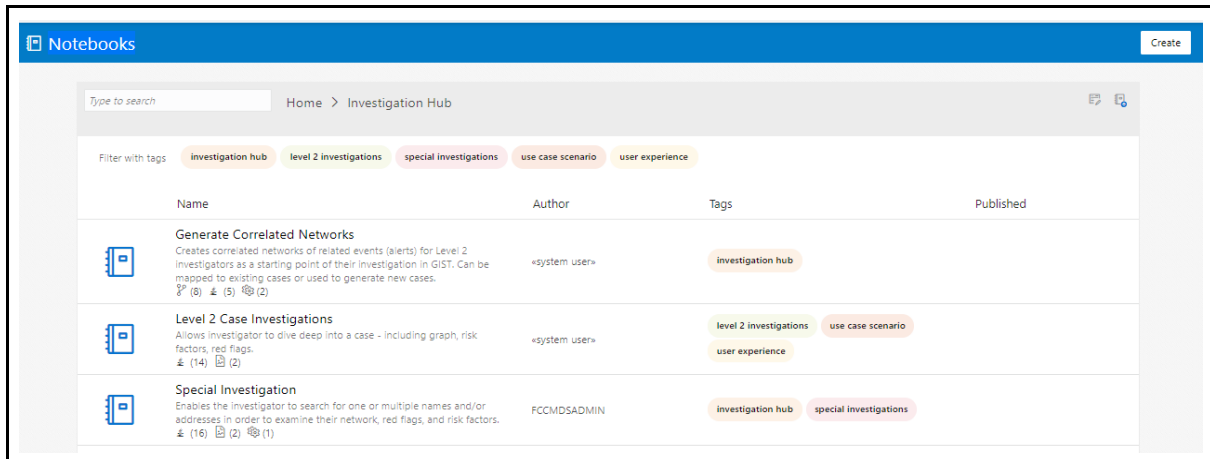 Notebooks
Create
Type to search
Home > Investigation Hub
Filter with tags investigation hub level 2 investigations special investigations use case scenario user experience
Name Author Tags Published
Generate Correlated Networks
Creates correlated networks of related events (alerts) for Level 2
investigators as a starting point of their investigation in GIST. Can be
mapped to existing cases or used to generate new cases.
(8) (5) (2)
«system user»
investigation hub
Level 2 Case Investigations
Allows investigator to dive deep into a case - including graph, risk
factors, red flags.
(14) (2)
«system user»
level 2 investigations use case scenario
user experience
Special Investigation
Enables the investigator to search for one or multiple names and/or
addresses in order to examine their network, red flags, and risk factors.
(16) (2) (1)
FCCMDSADMIN
investigation hub special investigations